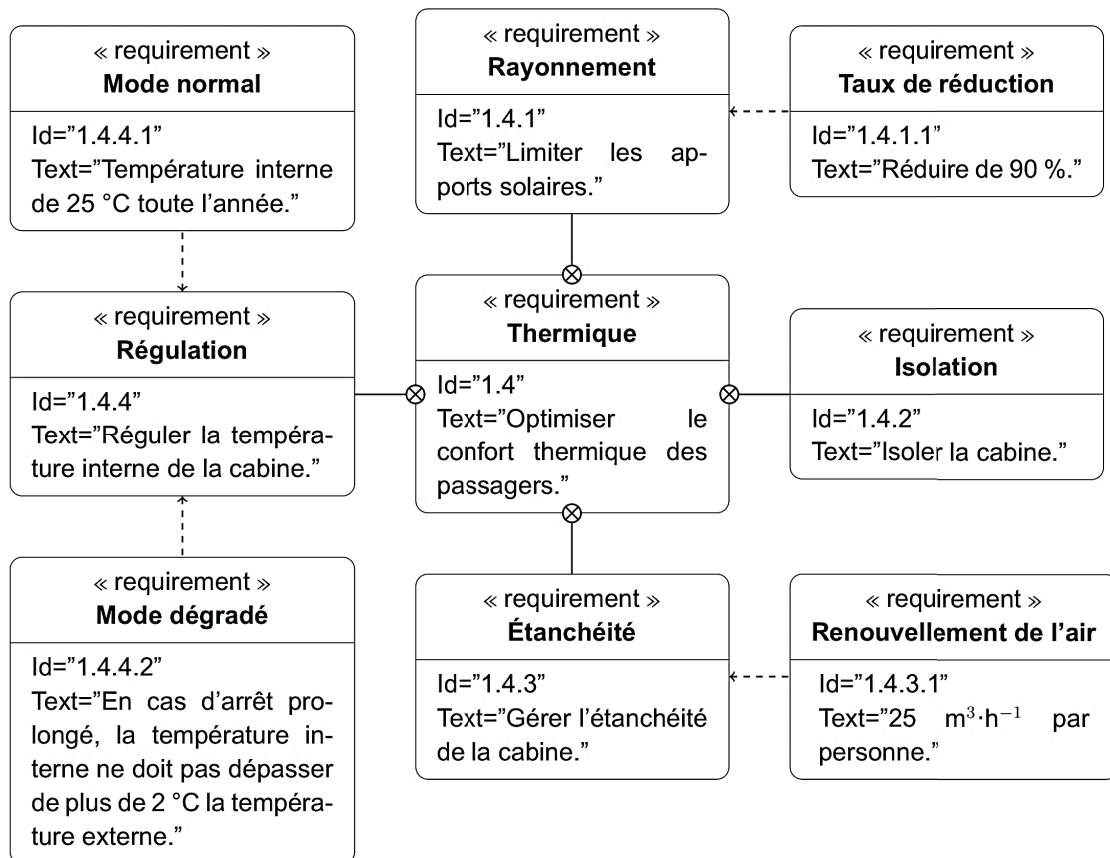 « requirement »
Mode normal
Id=”1.4.4.1”
Text=”Température interne
de 25 °C toute l’année.”
« requirement »
Rayonnement
Id=”1.4.1”
Text=”Limiter les ap-
ports solaires.”
« requirement »
Taux de réduction
Id=”1.4.1.1”
Text=”Réduire de 90 %.”
« requirement »
Régulation
Id=”1.4.4”
Text=”Réguler la tempéra-
ture interne de la cabine.”
« requirement »
Thermique
Id=”1.4”
Text=”Optimiser le
confort thermique des
passagers.”
« requirement »
Isolation
Id=”1.4.2”
Text=”Isoler la cabine.”
« requirement »
Mode dégradé
Id=”1.4.4.2”
Text=”En cas d’arrêt pro-
longé, la température in-
terne ne doit pas dépasser
de plus de 2 °C la tempéra-
ture externe.”
« requirement »
Étanchéité
Id=”1.4.3”
Text=”Gérer l’étanchéité
de la cabine.”
« requirement »
Renouvellement de l’air
Id=”1.4.3.1”
Text=”25 m³·h⁻¹ par
personne.”